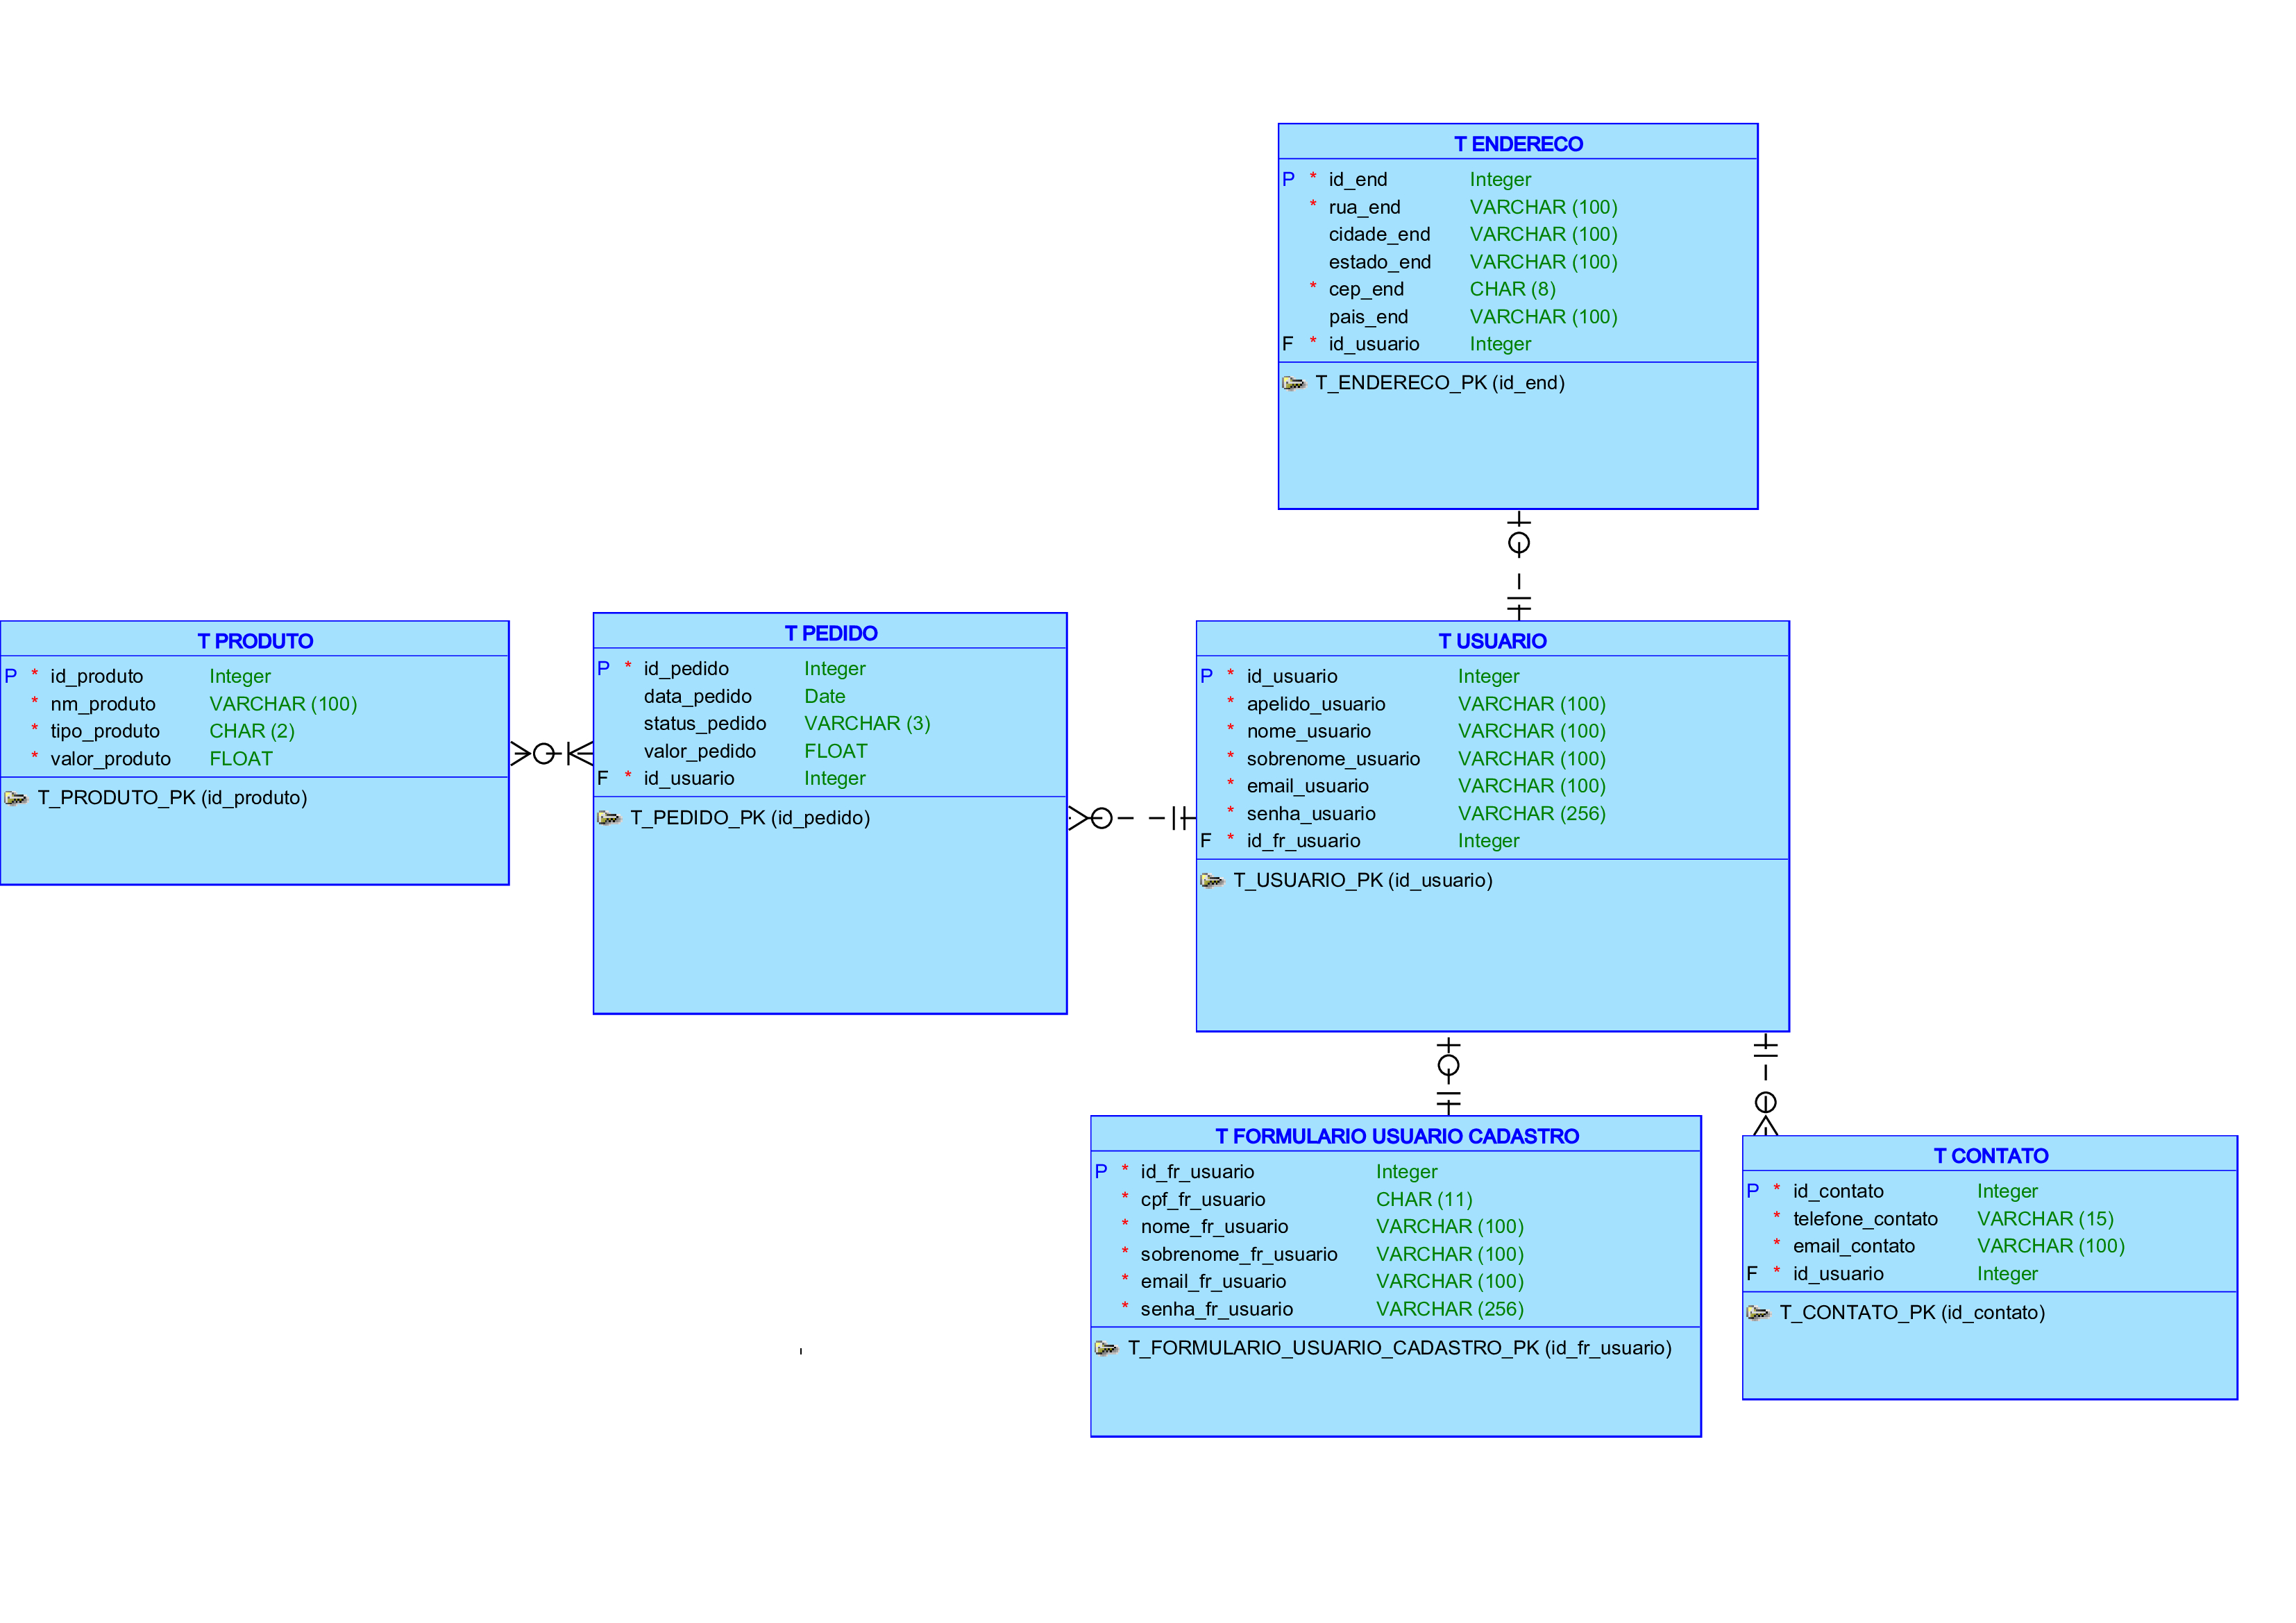 T ENDERECO
P * id_end Integer
* rua_end VARCHAR (100)
cidade_end VARCHAR (100)
estado_end VARCHAR (100)
* cep_end CHAR (8)
pais_end VARCHAR (100)
F * id_usuario Integer
T_ENDERECO_PK (id_end)
T PRODUTO
P * id_produto Integer
* nm_produto VARCHAR (100)
* tipo_produto CHAR (2)
* valor_produto FLOAT
T_PRODUTO_PK (id_produto)
T PEDIDO
P * id_pedido Integer
data_pedido Date
status_pedido VARCHAR (3)
valor_pedido FLOAT
F * id_usuario Integer
T_PEDIDO_PK (id_pedido)
T USUARIO
P * id_usuario Integer
* apelido_usuario VARCHAR (100)
* nome_usuario VARCHAR (100)
* sobrenome_usuario VARCHAR (100)
* email_usuario VARCHAR (100)
* senha_usuario VARCHAR (256)
F * id_fr_usuario Integer
T_USUARIO_PK (id_usuario)
T FORMULARIO USUARIO CADASTRO
P * id_fr_usuario Integer
* cpf_fr_usuario CHAR (11)
* nome_fr_usuario VARCHAR (100)
* sobrenome_fr_usuario VARCHAR (100)
* email_fr_usuario VARCHAR (100)
* senha_fr_usuario VARCHAR (256)
T_FORMULARIO_USUARIO_CADASTRO_PK (id_fr_usuario)
T CONTATO
P * id_contato Integer
* telefone_contato VARCHAR (15)
* email_contato VARCHAR (100)
F * id_usuario Integer
T_CONTATO_PK (id_contato)